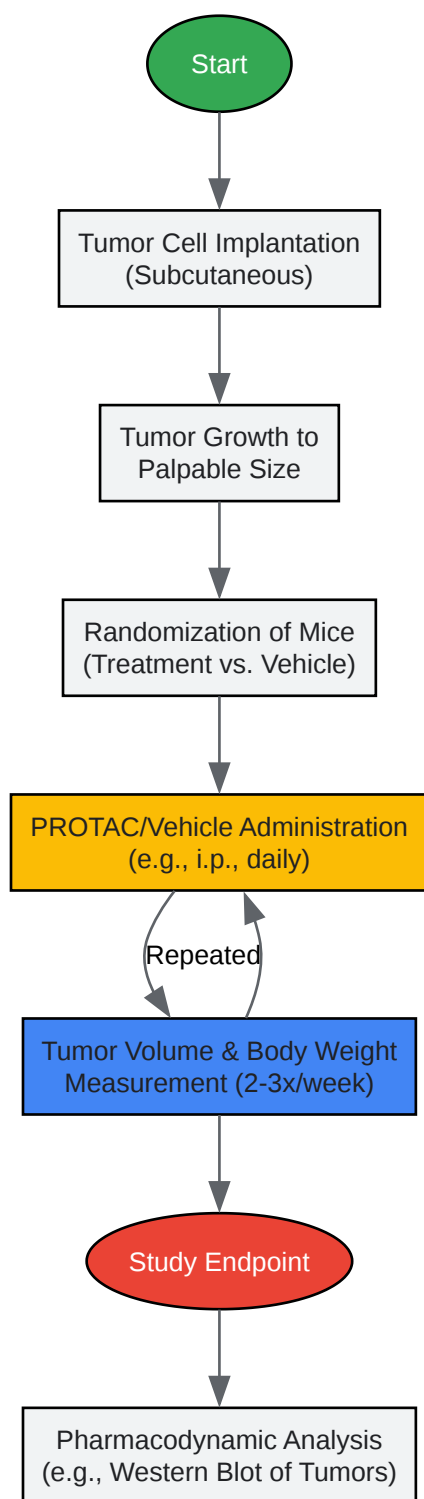 Start
Tumor Cell Implantation
(Subcutaneous)
Tumor Growth to
Palpable Size
Randomization of Mice
(Treatment vs. Vehicle)
PROTAC/Vehicle Administration
(e.g., i.p., daily)
Repeated
Tumor Volume & Body Weight
Measurement (2-3x/week)
Study Endpoint
Pharmacodynamic Analysis
(e.g., Western Blot of Tumors)